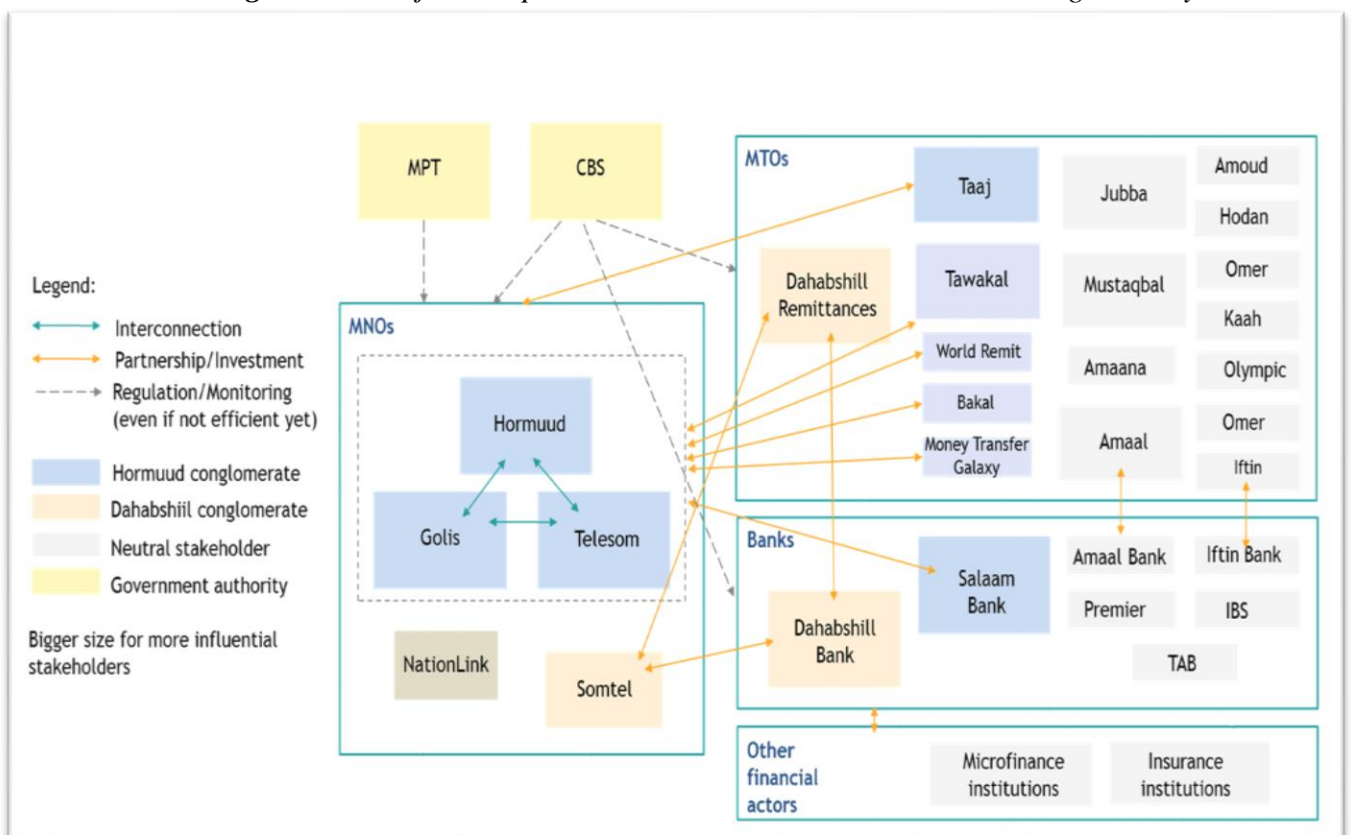 MPT
CBS
Legend:
Interconnection
Partnership/Investment
Regulation/Monitoring
(even if not efficient yet)
Hormuud conglomerate
Dahabshiil conglomerate
Neutral stakeholder
Government authority
Bigger size for more influential
stakeholders
MNOs
Hormuud
Golis
Telesom
NationLink
Somtel
MTOs
Taaj
Jubba
Amoud
Hodan
Dahabshill
Remittances
Tawakal
Mustaqbal
Omer
Kaah
World Remit
Amaana
Olympic
Bakal
Amaal
Omer
Money Transfer
Galaxy
Iftin
Banks
Dahabshill
Bank
Salaam
Bank
Amaal Bank
Iftin Bank
Premier
IBS
TAB
Other
financial
actors
Microfinance
institutions
Insurance
institutions